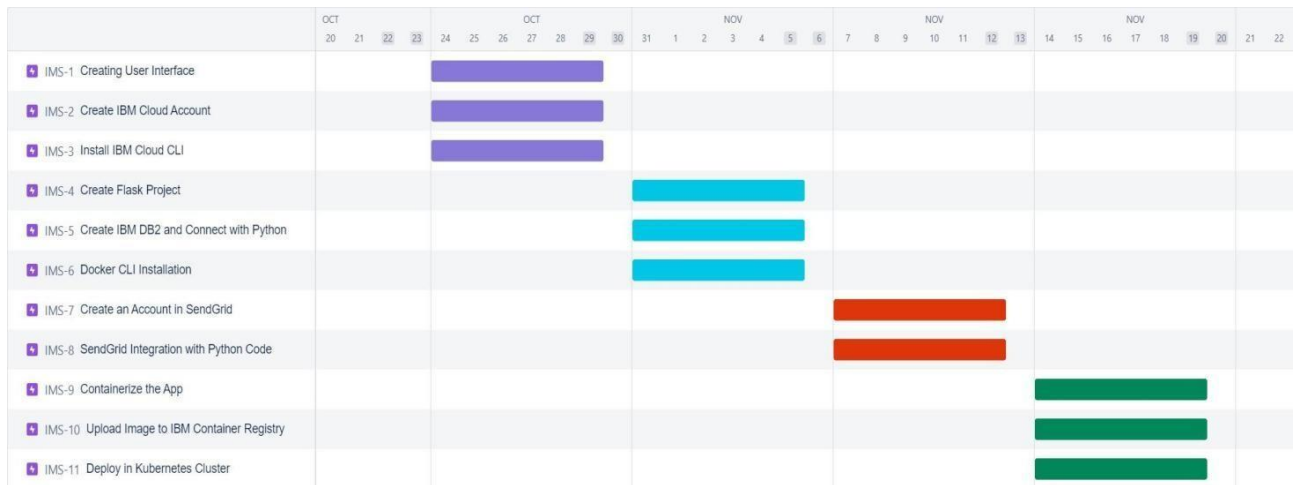 OCT OCT NOV NOV NOV
20 21 22 23 24 25 26 27 28 29 30 31 1 2 3 4 5 6 7 8 9 10 11 12 13 14 15 16 17 18 19 20 21 22
IMS-1 Creating User Interface
IMS-2 Create IBM Cloud Account
IMS-3 Install IBM Cloud CLI
IMS-4 Create Flask Project
IMS-5 Create IBM DB2 and Connect with Python
IMS-6 Docker CLI Installation
IMS-7 Create an Account in SendGrid
IMS-8 SendGrid Integration with Python Code
IMS-9 Containerize the App
IMS-10 Upload Image to IBM Container Registry
IMS-11 Deploy in Kubernetes Cluster